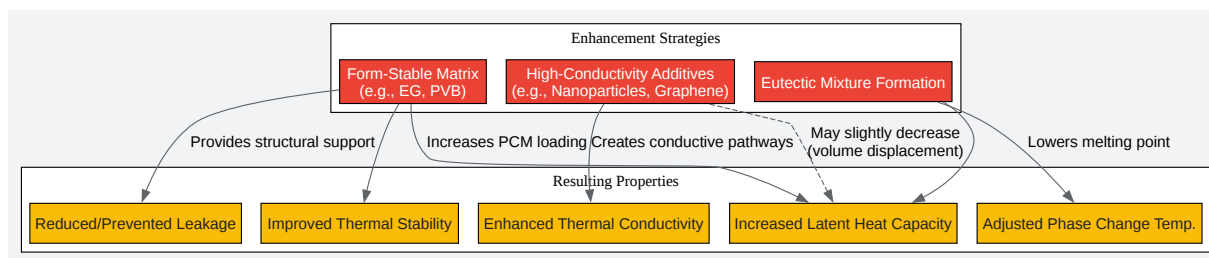 Enhancement Strategies
Form-Stable Matrix
(e.g., EG, PVB)
High-Conductivity Additives
(e.g., Nanoparticles, Graphene)
Eutectic Mixture Formation
Provides structural support
Increases PCM loading
Creates conductive pathways
May slightly decrease
(volume displacement)
Lowers melting point
Resulting Properties
Reduced/Prevented Leakage
Improved Thermal Stability
Enhanced Thermal Conductivity
Increased Latent Heat Capacity
Adjusted Phase Change Temp.